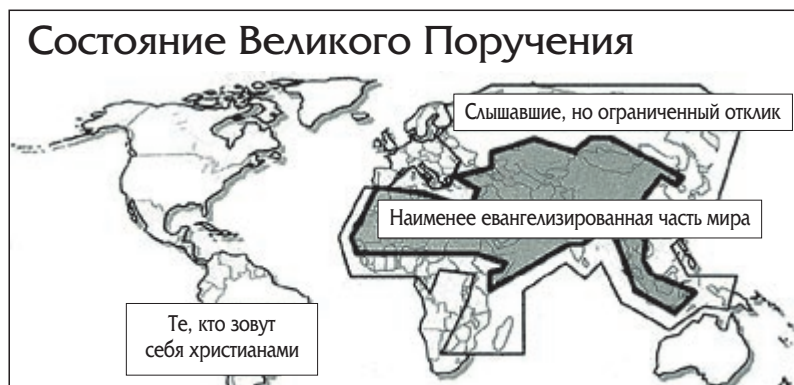 Состояние Великого Поручения
Слышавшие, но ограниченный отклик
Наименее евангелизированная часть мира
Те, кто зовут
себя христианами